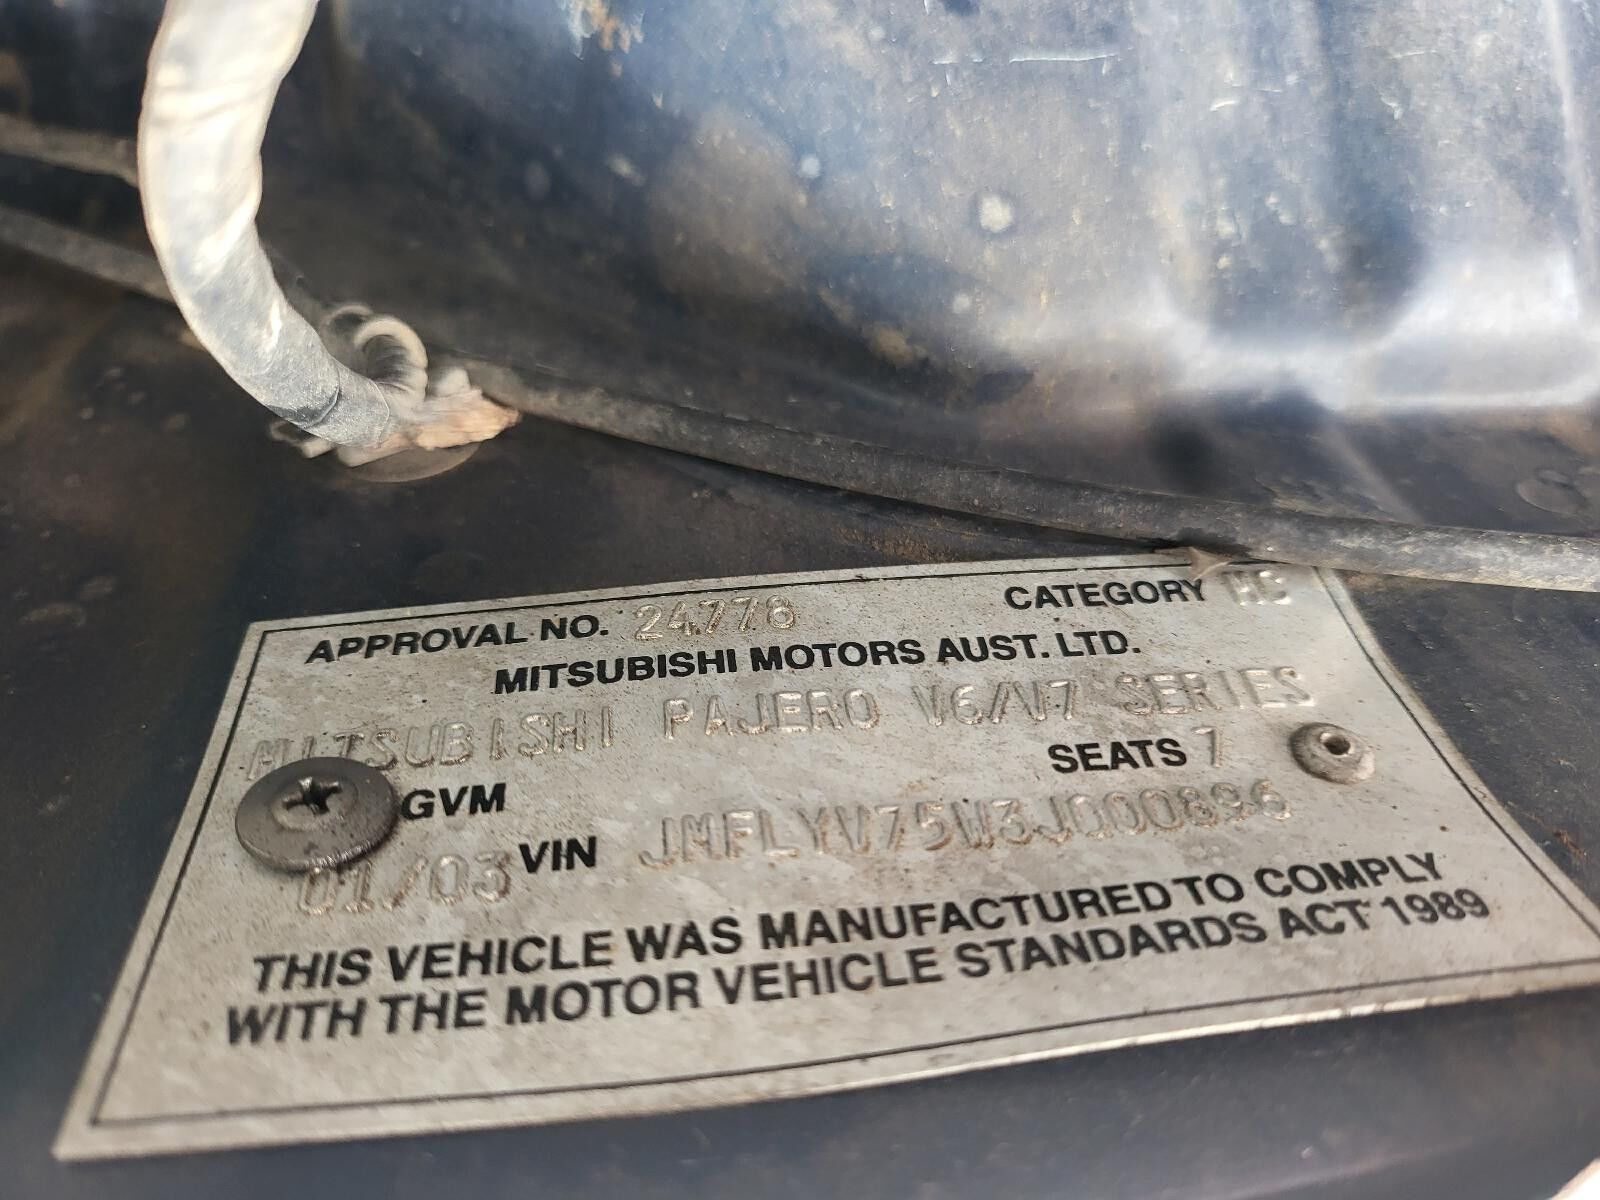 APPROVAL NO. 24778 CATEGORY MC
MITSUBISHI MOTORS AUST. LTD.
MITSUBISHI PAJERO V6/V7 SERIES
GVM SEATS 7
01/03 VIN JMFLYV75W3J000896
THIS VEHICLE WAS MANUFACTURED TO COMPLY
WITH THE MOTOR VEHICLE STANDARDS ACT 1989